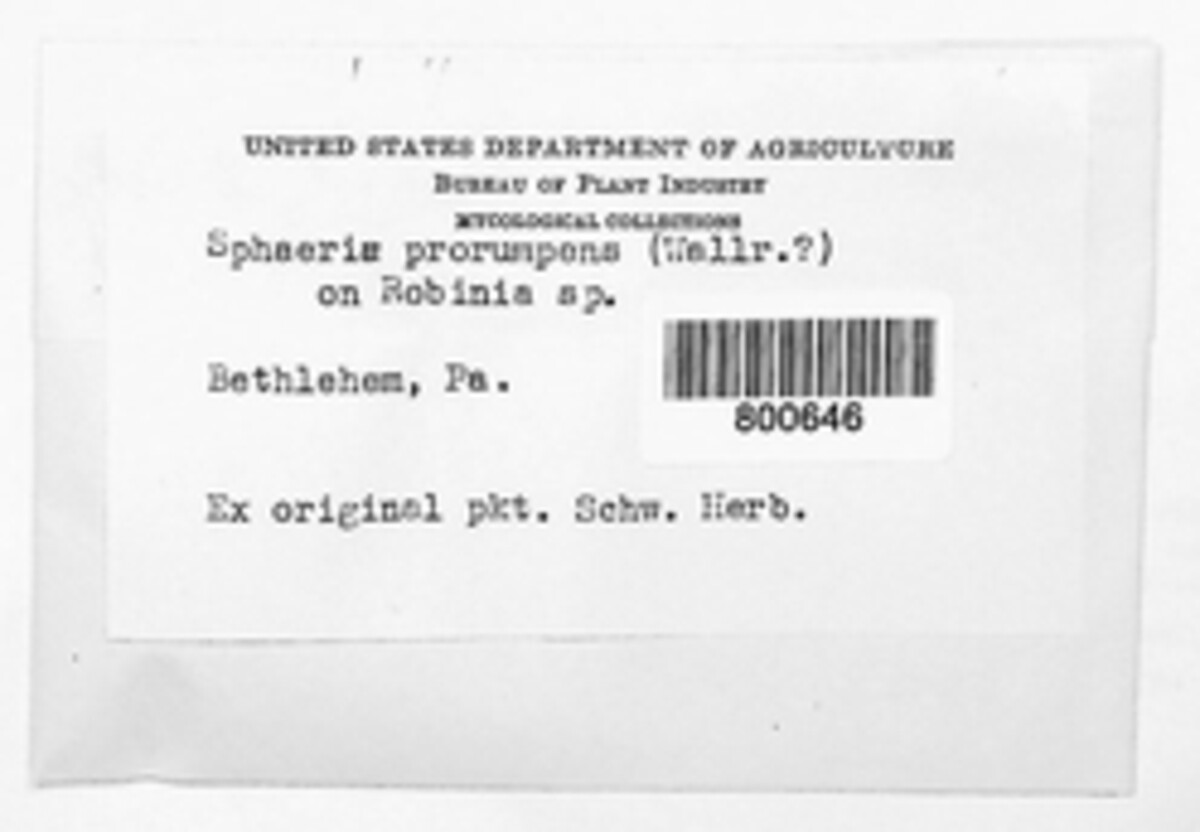 UNITED STATES DEPARTMENT OF AGRICULTURE
BUREAU OF PLANT INDUSTRY
MYCOLOGICAL COLLECTIONS
Sphaeria prorumpens (Wallr.?)
on Robinia sp.
Bethlehem, Pa.
800646
Ex original pkt. Schw. Herb.